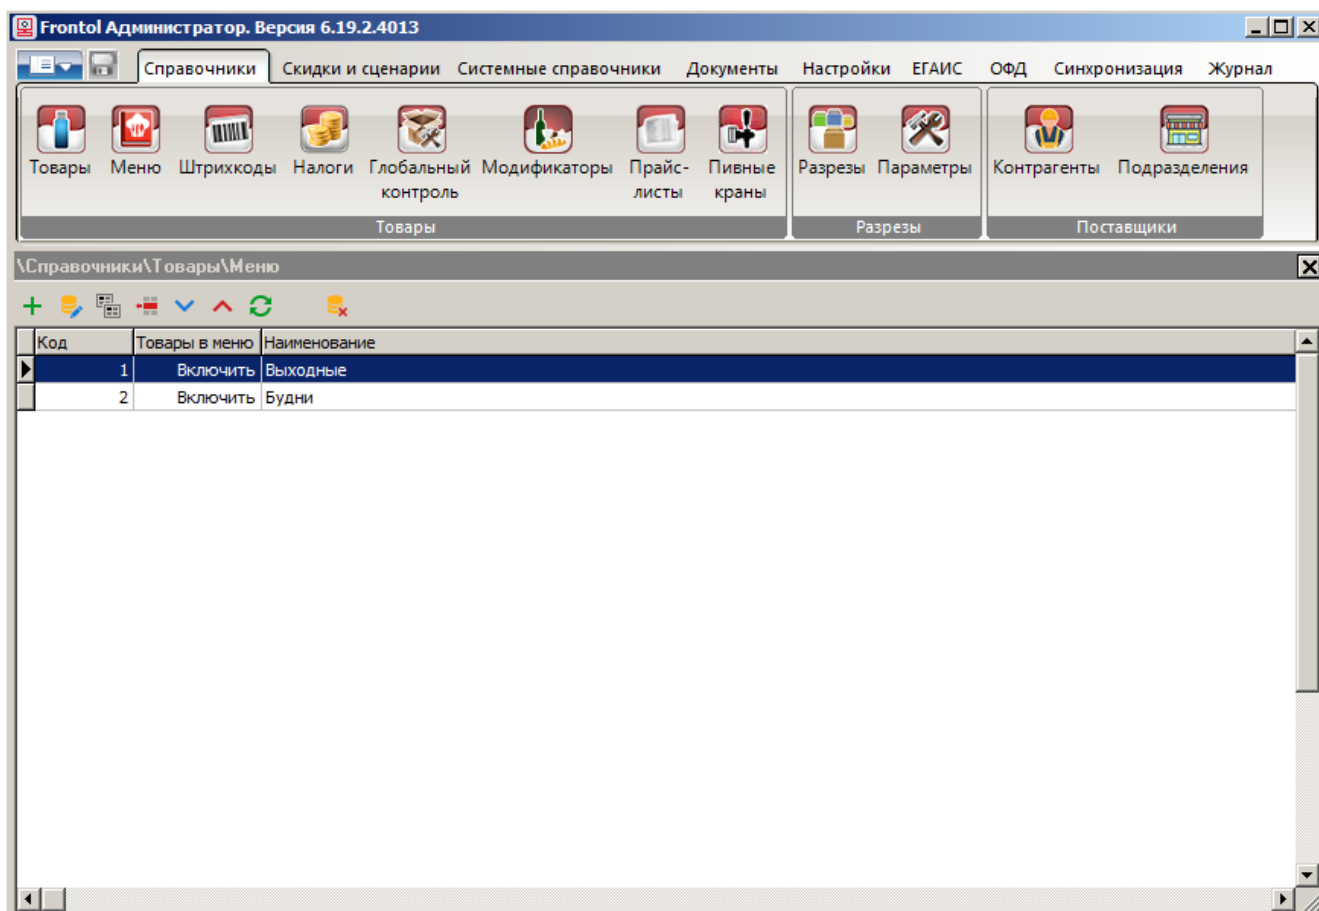 Frontol Администратор. Версия 6.19.2.4013
Справочники Скидки и сценарии Системные справочники Документы Настройки ЕГАИС ОФД Синхронизация Журнал
Товары Меню Штрихкоды Налоги Глобальный контроль Модификаторы Прайс-листы Пивные краны Разрезы Параметры Контрагенты Подразделения
Товары Разрезы Поставщики
\Справочники\Товары\Меню
Код Товары в меню Наименование
1 Включить Выходные
2 Включить Будни